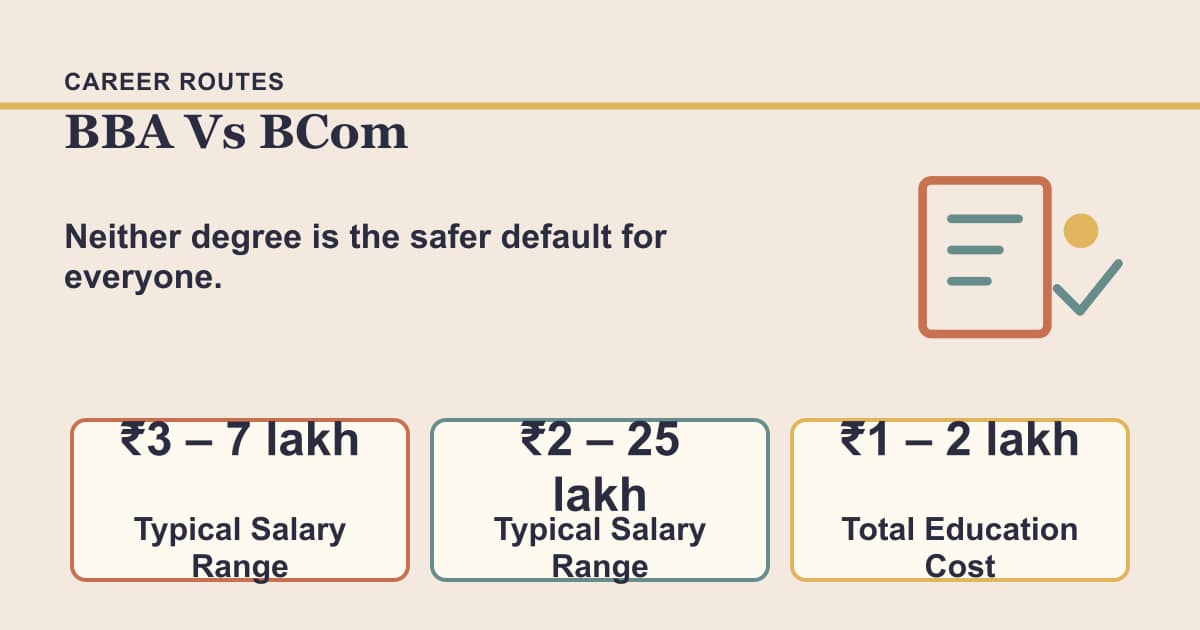 CAREER ROUTES
BBA Vs BCom
Neither degree is the safer default for
everyone.
₹3 – 7 lakh
Typical Salary
Range
₹2 – 25
lakh
Typical Salary
Range
₹1 – 2 lakh
Total Education
Cost